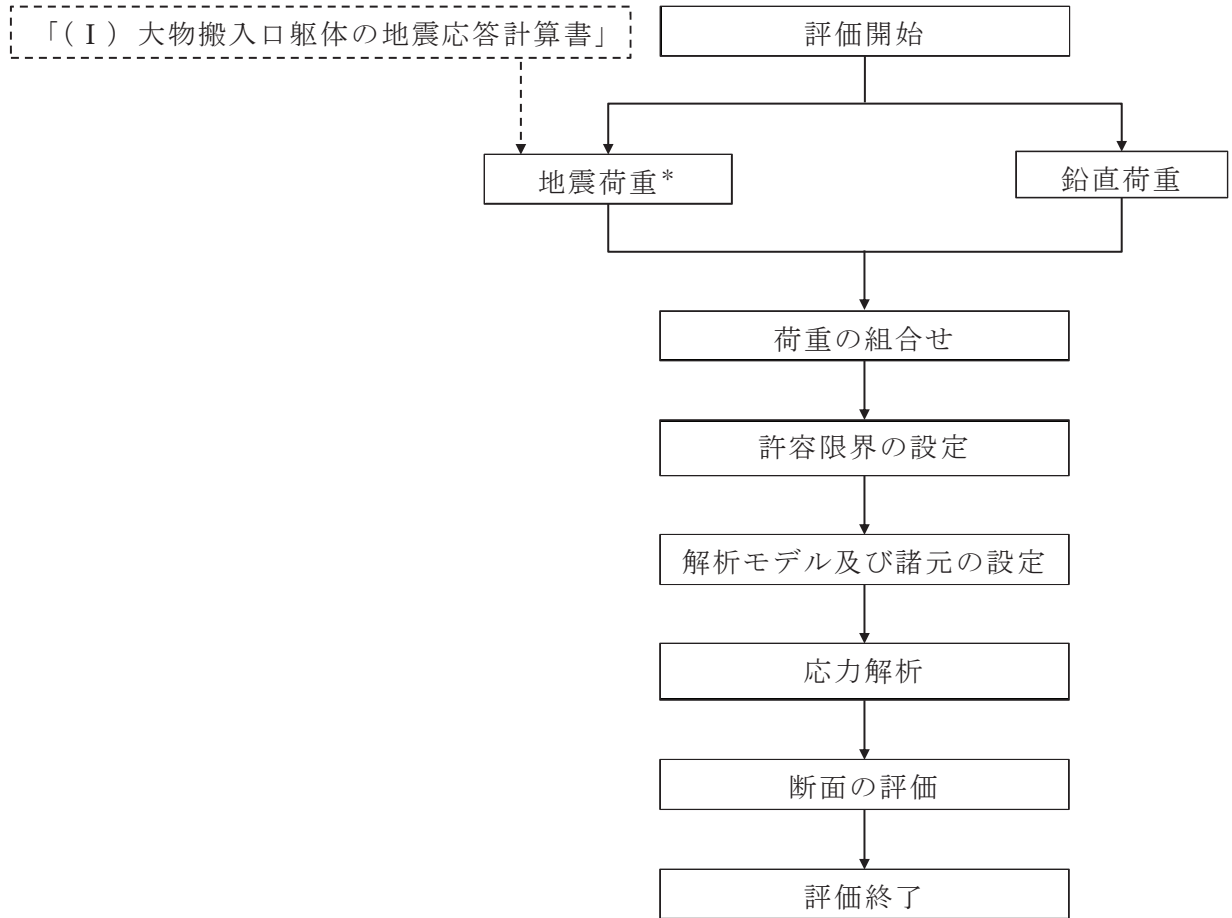 「(Ⅰ) 大物搬入口躯体の地震応答計算書」
評価開始
地震荷重*
鉛直荷重
荷重の組合せ
許容限界の設定
解析モデル及び諸元の設定
応力解析
断面の評価
評価終了